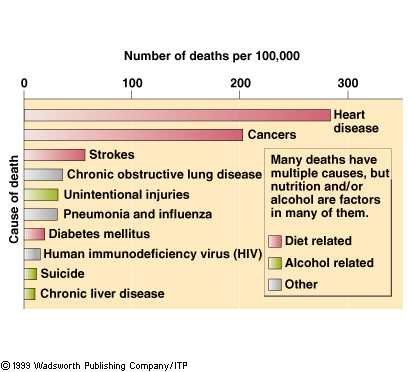 Number of deaths per 100,000
0 100 200 300
Cause of death
Heart
disease
Cancers
Strokes
Chronic obstructive lung disease
Unintentional injuries
Pneumonia and influenza
Diabetes mellitus
Human immunodeficiency virus (HIV)
Suicide
Chronic liver disease
Many deaths have
multiple causes, but
nutrition and/or
alcohol are factors
in many of them.
Diet related
Alcohol related
Other
© 1999 Wadsworth Publishing Company/ITP